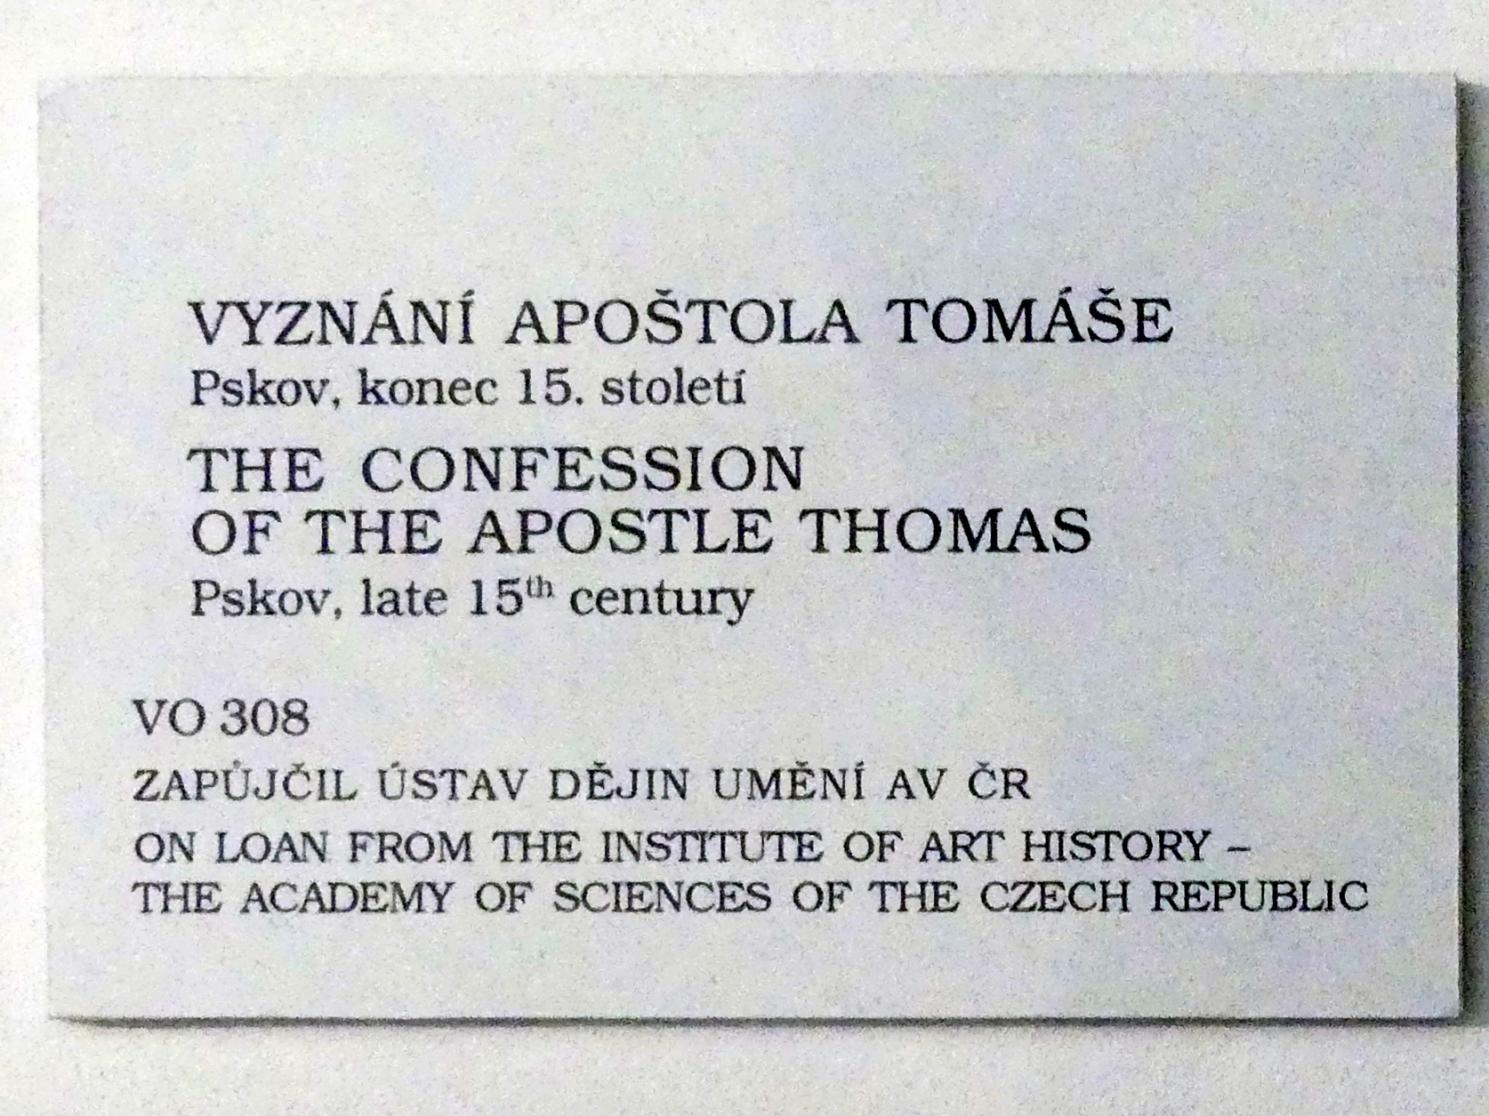 VYZNÁNÍ APOŠTOLA TOMÁŠE
Pskov, konec 15. století
THE CONFESSION
OF THE APOSTLE THOMAS
Pskov, late 15th century
VO 308
ZAPŮJČIL ÚSTAV DĚJIN UMĚNÍ AV ČR
ON LOAN FROM THE INSTITUTE OF ART HISTORY –
THE ACADEMY OF SCIENCES OF THE CZECH REPUBLIC